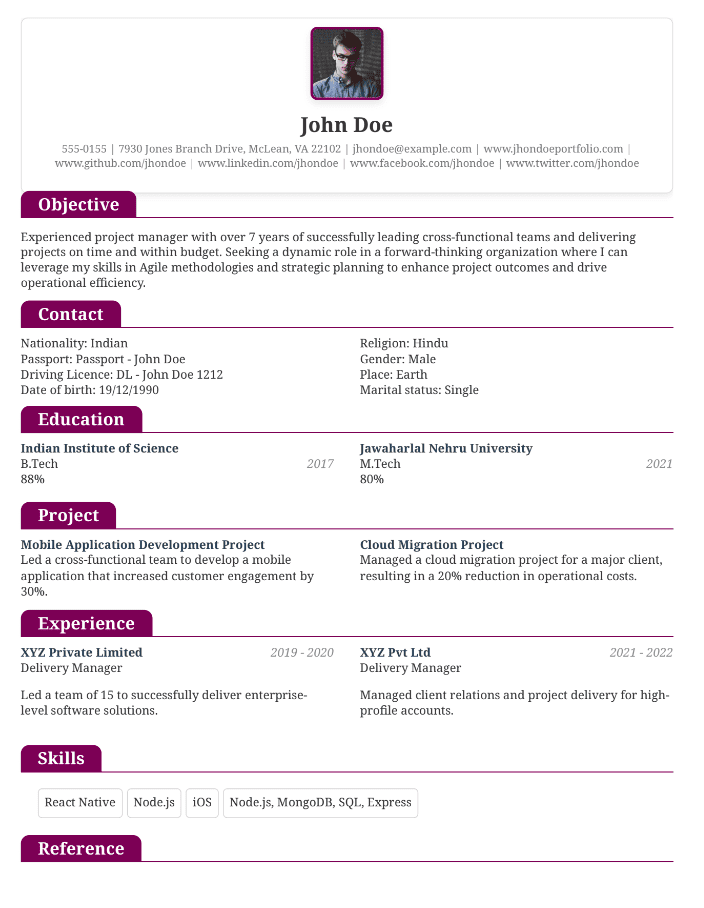 John Doe
555-0155 | 7930 Jones Branch Drive, McLean, VA 22102 | jhondoe@example.com | www.jhondoeportfolio.com |
www.github.com/jhondoe | www.linkedin.com/jhondoe | www.facebook.com/jhondoe | www.twitter.com/jhondoe
Objective
Experienced project manager with over 7 years of successfully leading cross-functional teams and delivering
projects on time and within budget. Seeking a dynamic role in a forward-thinking organization where I can
leverage my skills in Agile methodologies and strategic planning to enhance project outcomes and drive
operational efficiency.
Contact
Nationality: Indian
Passport: Passport - John Doe
Driving Licence: DL - John Doe 1212
Date of birth: 19/12/1990
Religion: Hindu
Gender: Male
Place: Earth
Marital status: Single
Education
Indian Institute of Science
B.Tech 2017
88%
Jawaharlal Nehru University
M.Tech 2021
80%
Project
Mobile Application Development Project
Led a cross-functional team to develop a mobile
application that increased customer engagement by
30%.
Cloud Migration Project
Managed a cloud migration project for a major client,
resulting in a 20% reduction in operational costs.
Experience
XYZ Private Limited 2019 - 2020
Delivery Manager
Led a team of 15 to successfully deliver enterprise-
level software solutions.
XYZ Pvt Ltd 2021 - 2022
Delivery Manager
Managed client relations and project delivery for high-
profile accounts.
Skills
React Native Node.js iOS Node.js, MongoDB, SQL, Express
Reference